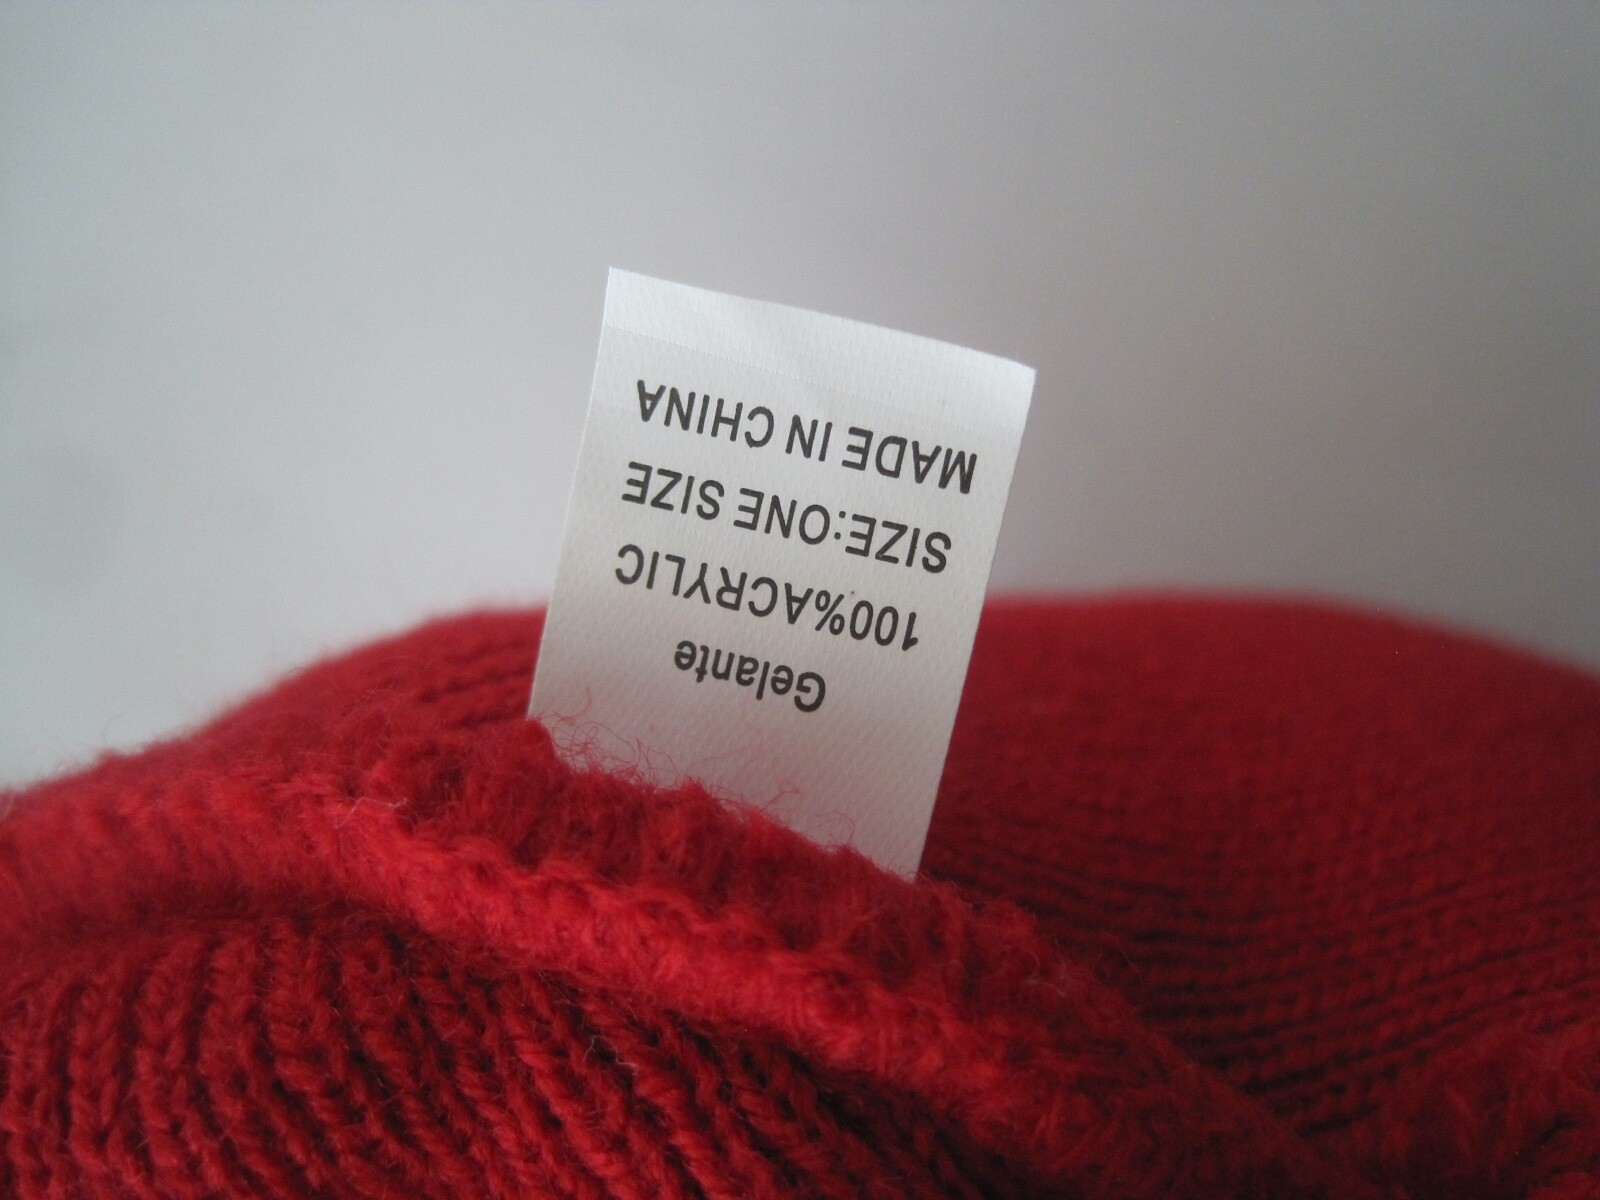 Gelante
100%ACRYLIC
SIZE:ONE SIZE
MADE IN CHINA